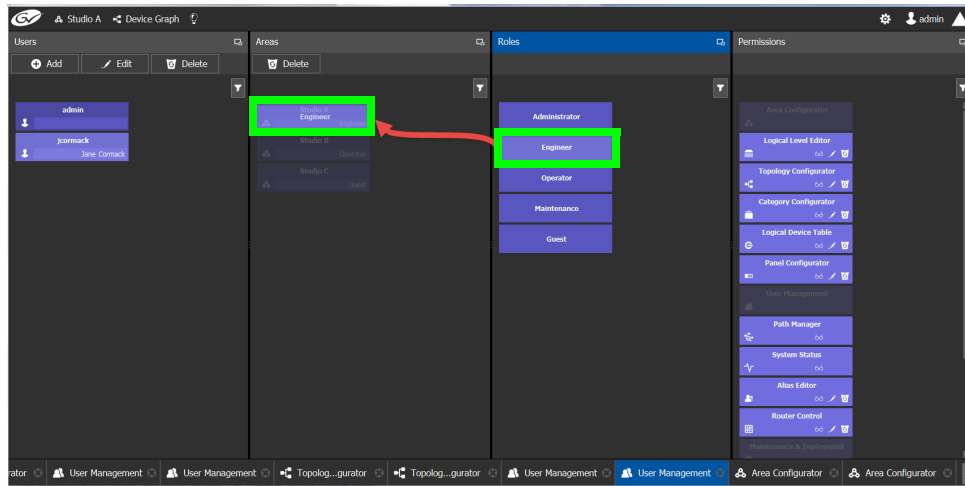 Studio A Device Graph admin
Users Areas Roles Permissions
Add Edit Delete Delete
admin
jcormack
Jane Cormack
Studio A
Engineer
Engineer
Studio B
Operator
Studio C
Guest
Administrator
Engineer
Operator
Maintenance
Guest
Area Configurator
Logical Level Editor
Topology Configurator
Category Configurator
Logical Device Table
Panel Configurator
User Management
Path Manager
System Status
Alias Editor
Router Control
Maintenance & Deployment
rator User Management User Management Topolog...gurator Topolog...gurator User Management User Management Area Configurator Area Configurator